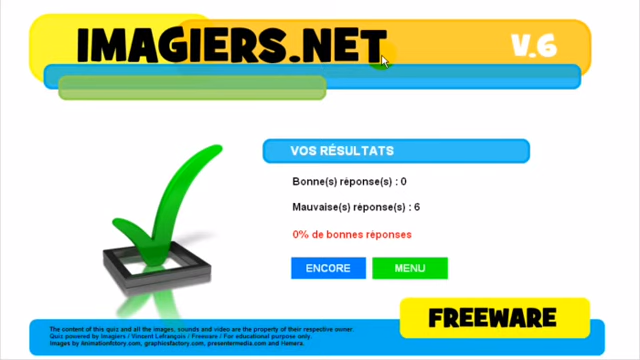 IMAGIERS.NET
V.6
VOS RÉSULTATS
Bonne(s) réponse(s) : 0
Mauvaise(s) réponse(s) : 6
0% de bonnes réponses
ENCORE
MENU
FREEWARE
The content of this quiz and all the images, sounds and video are the property of their respective owner.
Quiz powered by Imagiers / Vincent Lefrançois / Freeware / For educational purpose only.
Images by Animationfctory.com, graphicsfactory.com, presentermedia.com and Hemera.